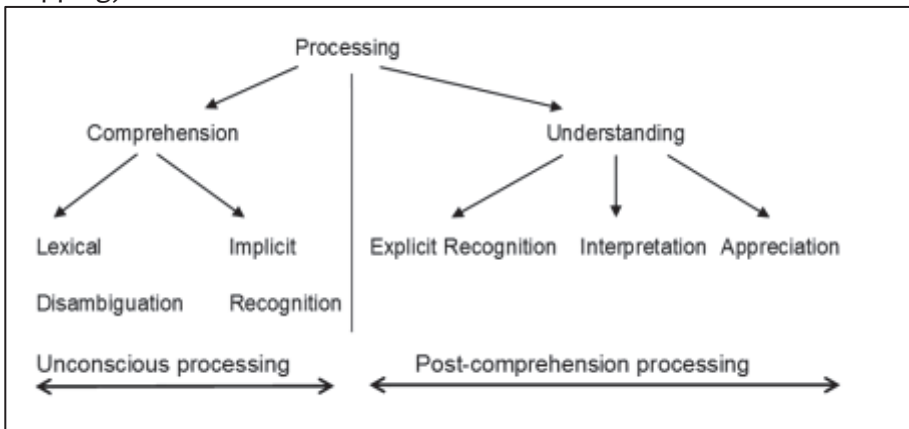 Processing
Comprehension Understanding
Lexical Implicit Explicit Recognition Interpretation Appreciation
Disambiguation Recognition
Unconscious processing Post-comprehension processing